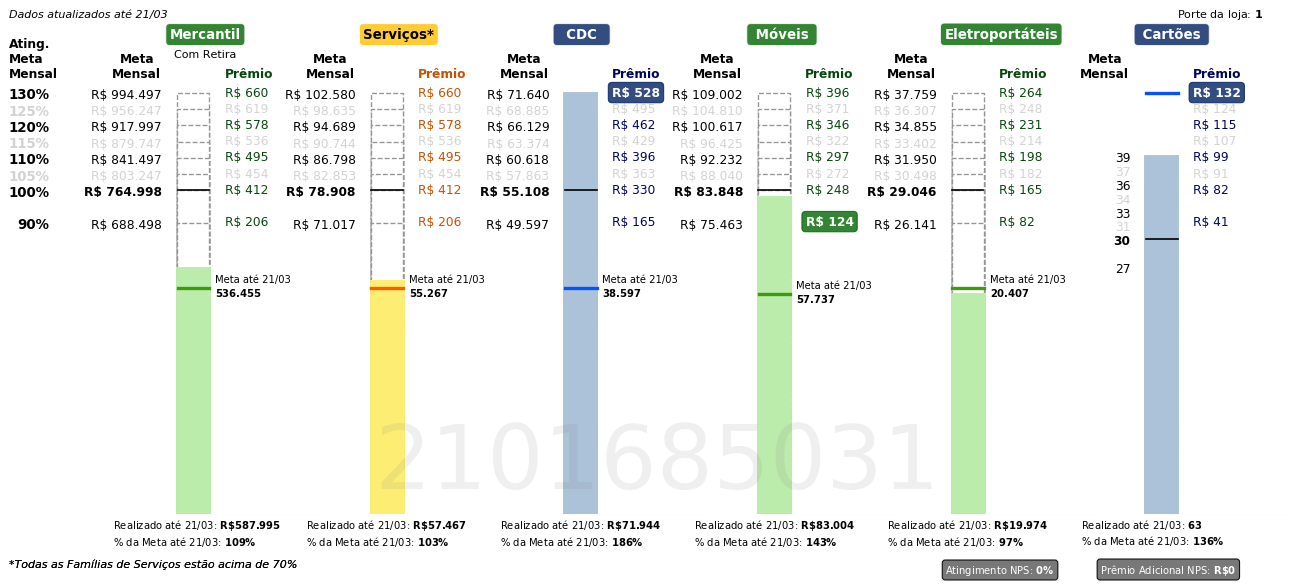 Dados atualizados até 21/03
Porte da loja: 1
Mercantil Serviços* CDC Móveis Eletroportáteis Cartões
Com Retira
Ating. Meta Mensal
Meta Mensal Prêmio Meta Mensal Prêmio Meta Mensal Prêmio Meta Mensal Prêmio Meta Mensal Prêmio Meta Mensal Prêmio
130% R$ 994.497 R$ 660 R$ 102.580 R$ 660 R$ 71.640 R$ 528 R$ 109.002 R$ 396 R$ 37.759 R$ 264 R$ 132
125% R$ 956.247 R$ 619 R$ 98.635 R$ 619 R$ 68.885 R$ 495 R$ 104.810 R$ 371 R$ 36.307 R$ 248 R$ 124
120% R$ 917.997 R$ 578 R$ 94.689 R$ 578 R$ 66.129 R$ 462 R$ 100.617 R$ 346 R$ 34.855 R$ 231 R$ 115
115% R$ 879.747 R$ 536 R$ 90.744 R$ 536 R$ 63.374 R$ 429 R$ 96.425 R$ 322 R$ 33.402 R$ 214 R$ 107
110% R$ 841.497 R$ 495 R$ 86.798 R$ 495 R$ 60.618 R$ 396 R$ 92.232 R$ 297 R$ 31.950 R$ 198 39 R$ 99
105% R$ 803.247 R$ 454 R$ 82.853 R$ 454 R$ 57.863 R$ 363 R$ 88.040 R$ 272 R$ 30.498 R$ 182 37 R$ 91
100% R$ 764.998 R$ 412 R$ 78.908 R$ 412 R$ 55.108 R$ 330 R$ 83.848 R$ 248 R$ 29.046 R$ 165 36 R$ 82
34
33
90% R$ 688.498 R$ 206 R$ 71.017 R$ 206 R$ 49.597 R$ 165 R$ 75.463 R$ 124 R$ 26.141 R$ 82 31 R$ 41
30
27
Meta até 21/03 Meta até 21/03 Meta até 21/03 Meta até 21/03 Meta até 21/03
536.455 55.267 38.597 57.737 20.407
2101685031
Realizado até 21/03: R$587.995 Realizado até 21/03: R$57.467 Realizado até 21/03: R$71.944 Realizado até 21/03: R$83.004 Realizado até 21/03: R$19.974 Realizado até 21/03: 63
% da Meta até 21/03: 109% % da Meta até 21/03: 103% % da Meta até 21/03: 186% % da Meta até 21/03: 143% % da Meta até 21/03: 97% % da Meta até 21/03: 136%
*Todas as Famílias de Serviços estão acima de 70%
Atingimento NPS: 0% Prêmio Adicional NPS: R$0